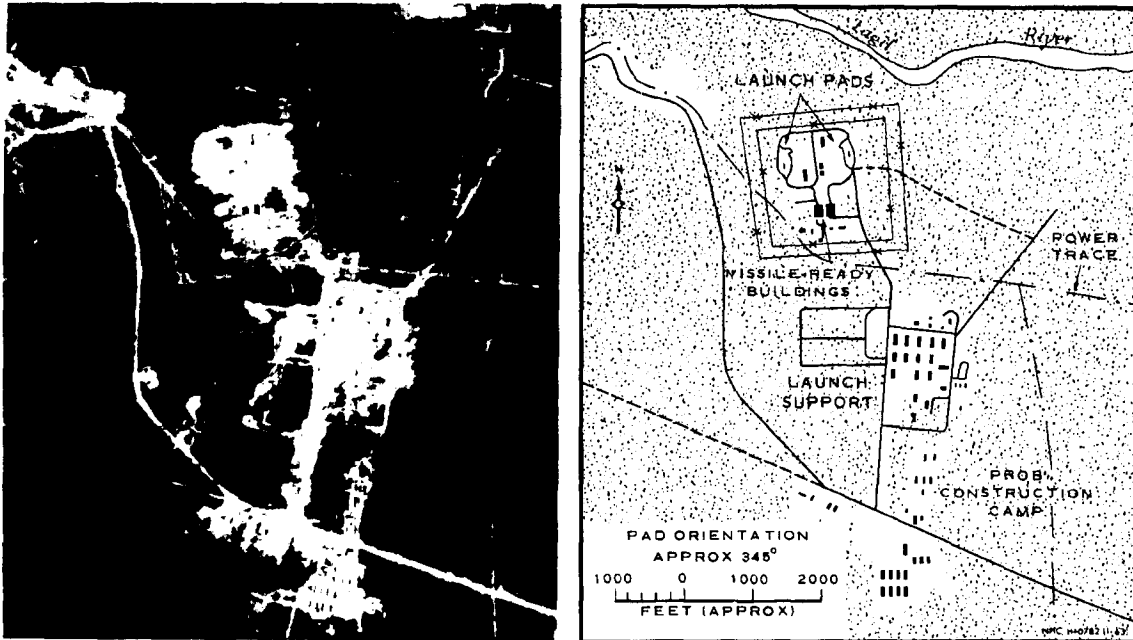 Lagit River
LAUNCH PADS
N
POWER
TRACE
MISSILE-READY
BUILDINGS
LAUNCH
SUPPORT
PROB
CONSTRUCTION
CAMP
PAD ORIENTATION
APPROX 345°
1000 0 1000 2000
FEET (APPROX)